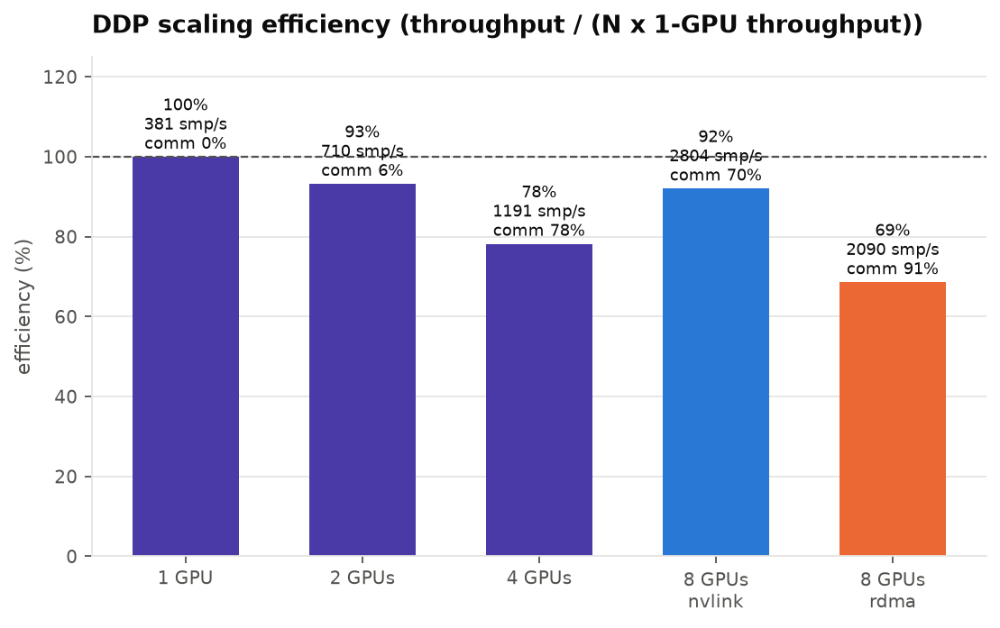 DDP scaling efficiency (throughput / (N x 1-GPU throughput))
efficiency (%)
120
100
80
60
40
20
0
100%
381 smp/s
comm 0%
93%
710 smp/s
comm 6%
78%
1191 smp/s
comm 78%
92%
2804 smp/s
comm 70%
69%
2090 smp/s
comm 91%
1 GPU
2 GPUs
4 GPUs
8 GPUs
nvlink
8 GPUs
rdma